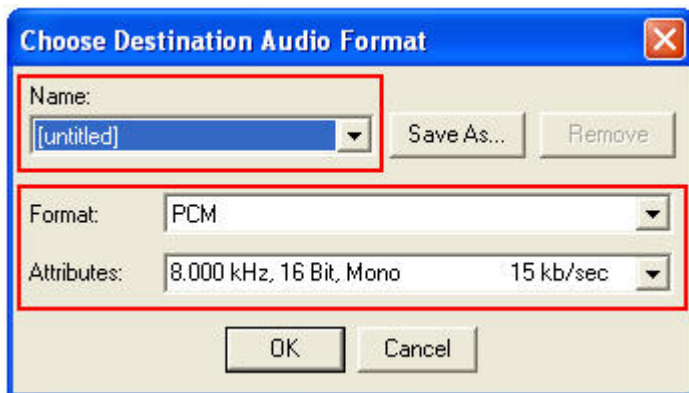 Choose Destination Audio Format
Name:
[untitled]
Save As...
Remove
Format:
PCM
Attributes:
8.000 kHz, 16 Bit, Mono 15 kb/sec
OK
Cancel